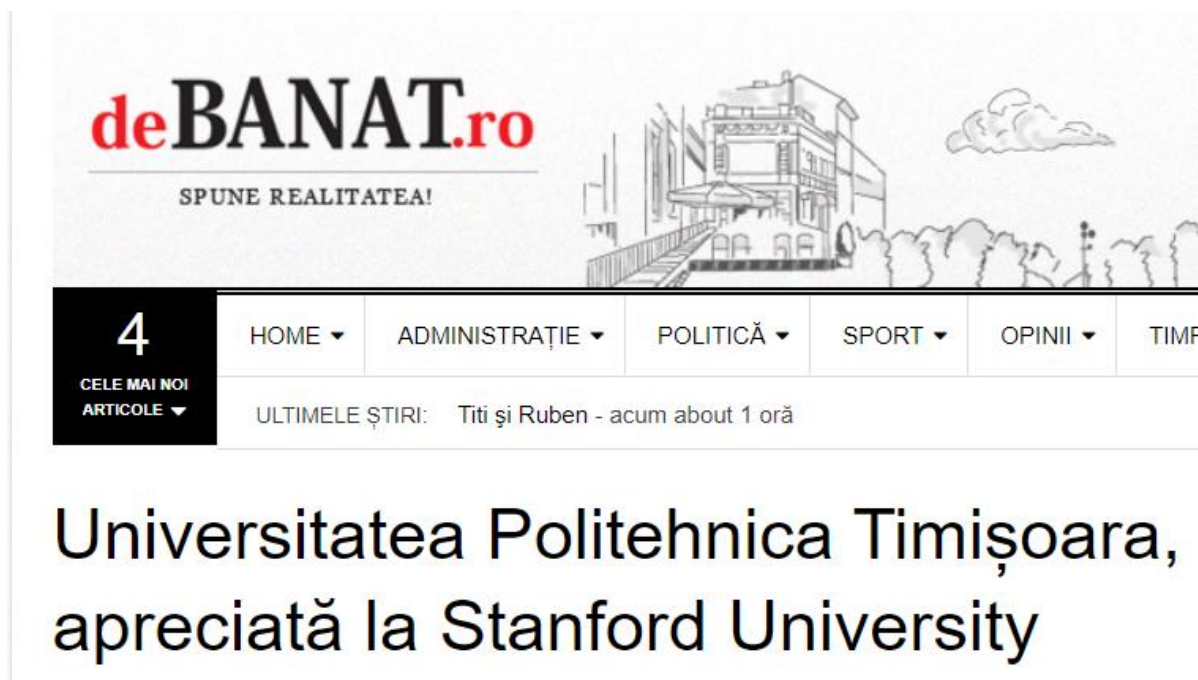 deBANAT.ro
SPUNE REALITATEA!
4
CELE MAI NOI
ARTICOLE
HOME ADMINISTRAȚIE POLITICĂ SPORT OPINII
ULTIMELE ȘTIRI: Titi şi Ruben - acum about 1 oră
Universitatea Politehnica Timișoara,
apreciată la Stanford University